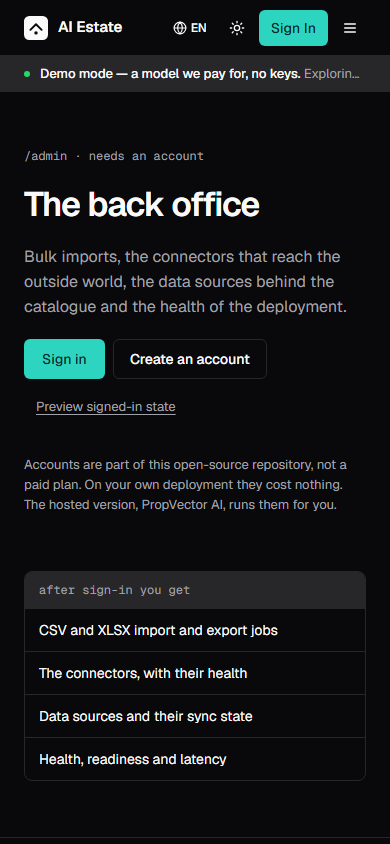 AI Estate
EN
Sign In
Demo mode — a model we pay for, no keys. Explorin...
/admin · needs an account
The back office
Bulk imports, the connectors that reach the
outside world, the data sources behind the
catalogue and the health of the deployment.
Sign in
Create an account
Preview signed-in state
Accounts are part of this open-source repository, not a
paid plan. On your own deployment they cost nothing.
The hosted version, PropVector AI, runs them for you.
after sign-in you get
CSV and XLSX import and export jobs
The connectors, with their health
Data sources and their sync state
Health, readiness and latency